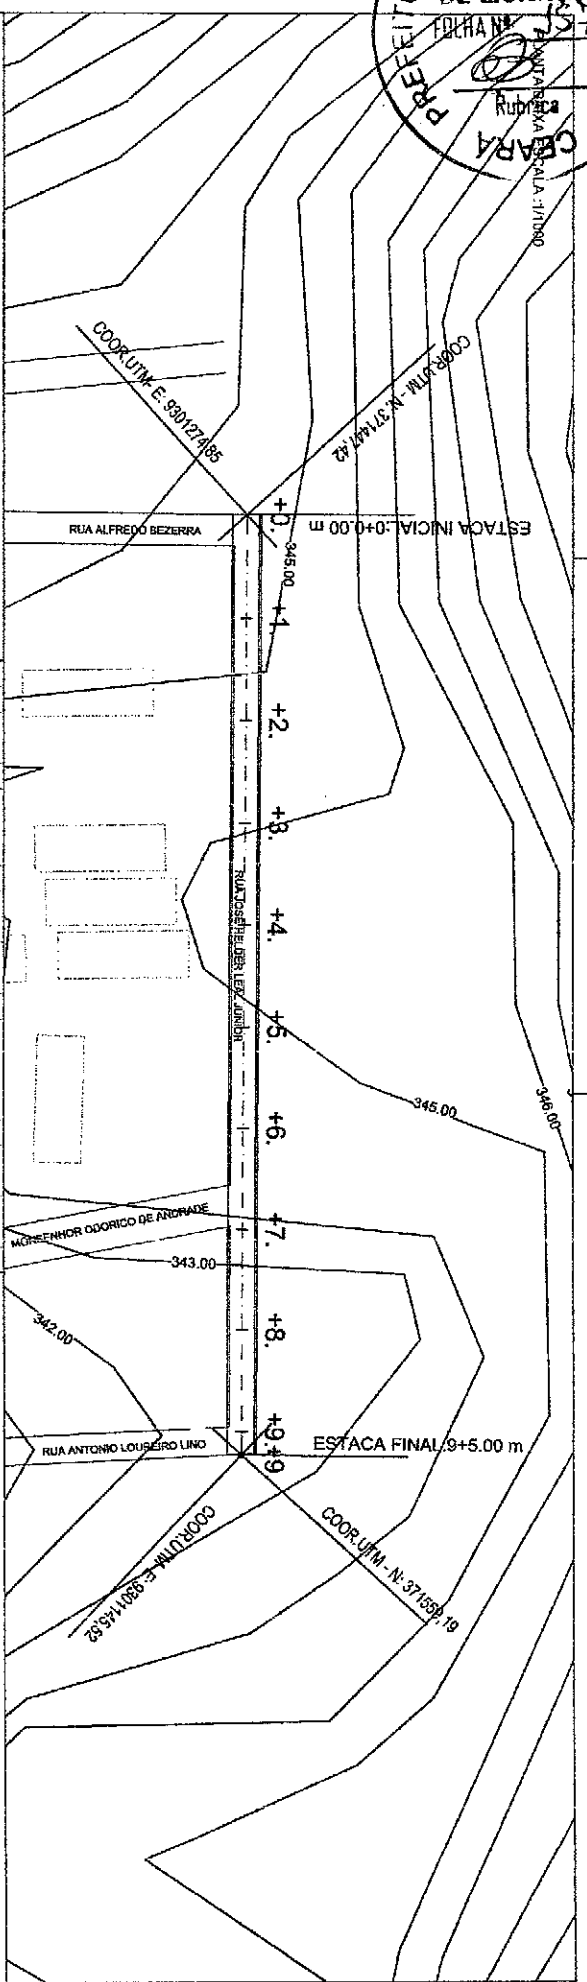 PREFEITO
FOLHA Nº
Rubrica
CEARÁ
PLANTA BAIXA ESCALA :1/1000
COOR.UTM- E: 9301274,85
COOR.UTM - N: 371447,42
ESTACA INICIAL:0+0.00 m
RUA ALFREDO BEZERRA
+0.
345.00
+1.
+2.
+3.
+4.
RUA JOSÉ HELDER LEAL JUNIOR
+5.
345.00
346.00
+6.
MONSENHOR ODORICO DE ANDRADE
+7.
343.00
+8.
342.00
+9.
+9
RUA ANTONIO LOUREIRO LINO
ESTACA FINAL:9+5.00 m
COOR.UTM- E: 9301145,52
COOR.UTM - N: 371559,19